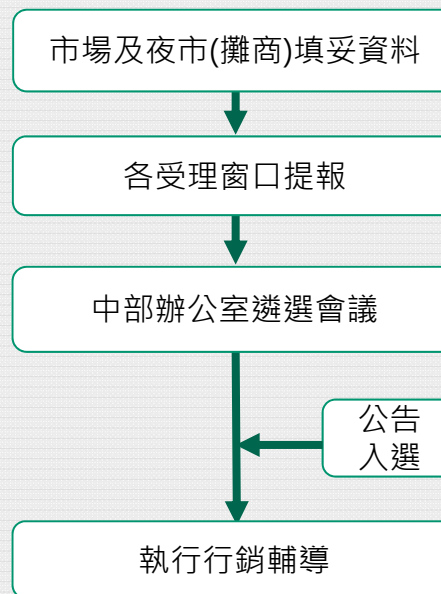 市場及夜市(攤商)填妥資料
各受理窗口提報
中部辦公室遴選會議
公告
入選
執行行銷輔導